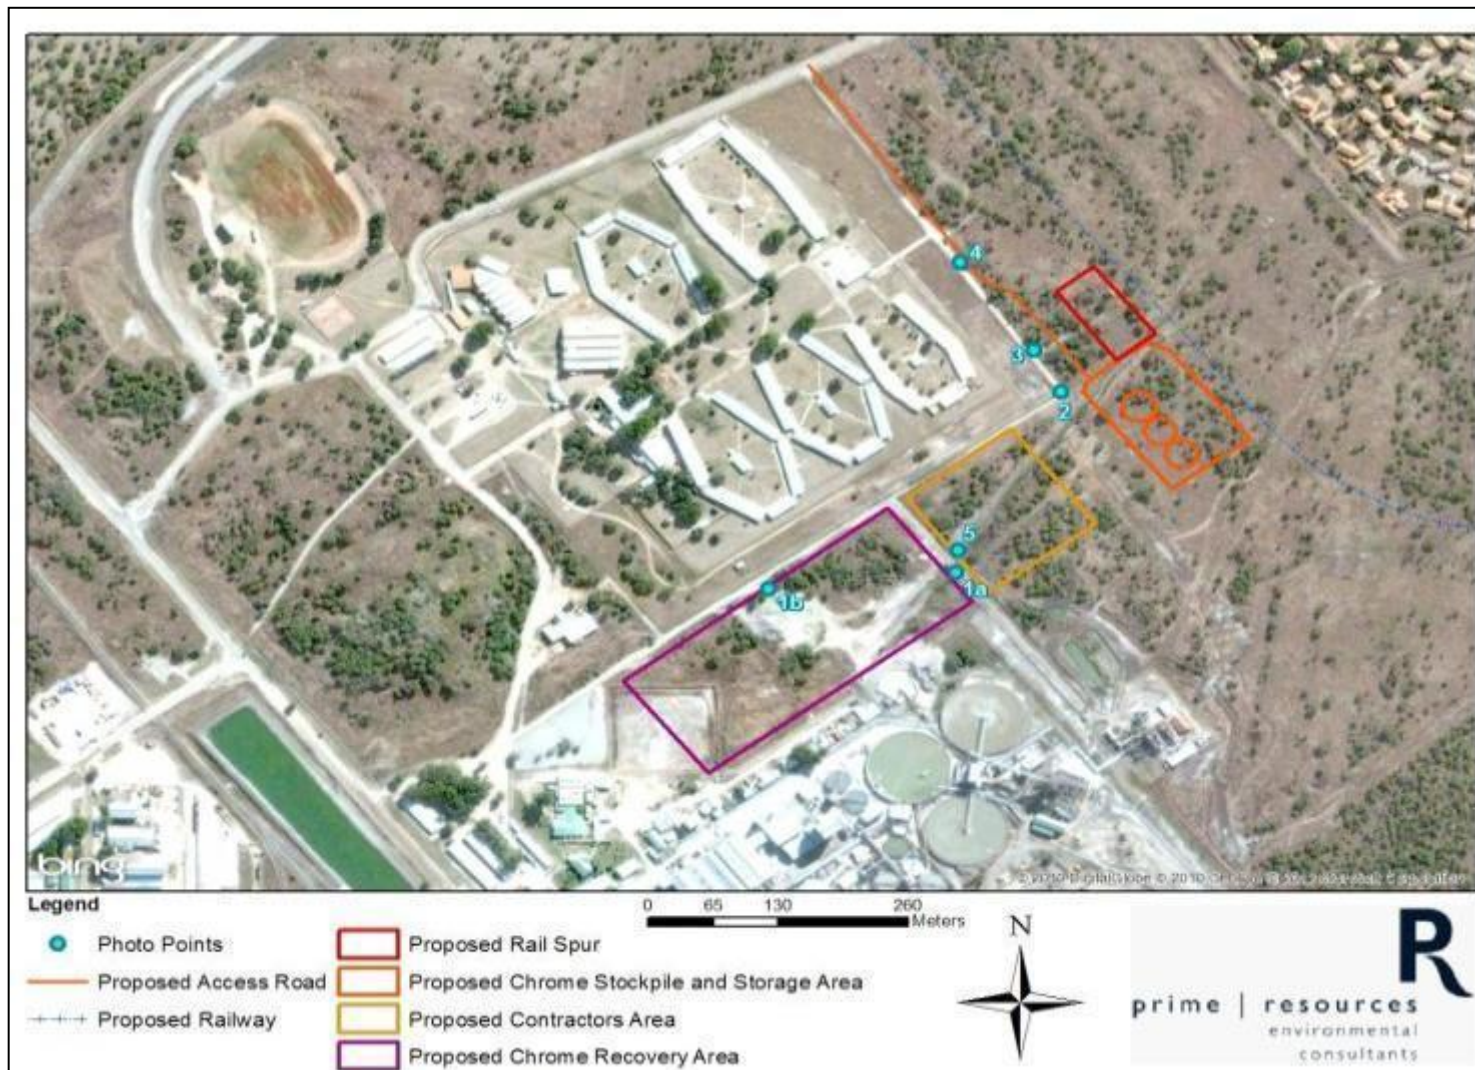 4
3
2
5
1a
1b
bing
Legend
0 65 130 260
Meters
Photo Points
Proposed Access Road
Proposed Railway
Proposed Rail Spur
Proposed Chrome Stockpile and Storage Area
Proposed Contractors Area
Proposed Chrome Recovery Area
N
R
prime | resources
environmental
consultants